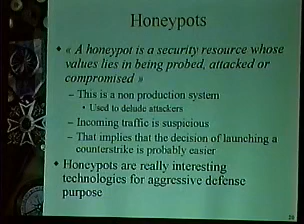 Honeypots
• « A honeypot is a security resource whose
values lies in being probed, attacked or
compromised »
– This is a non production system
• Used to delude attackers
– Incoming traffic is suspicious
– That implies that the decision of launching a
counterstrike is probably easier
• Honeypots are really interesting
technologies for aggressive defense
purpose